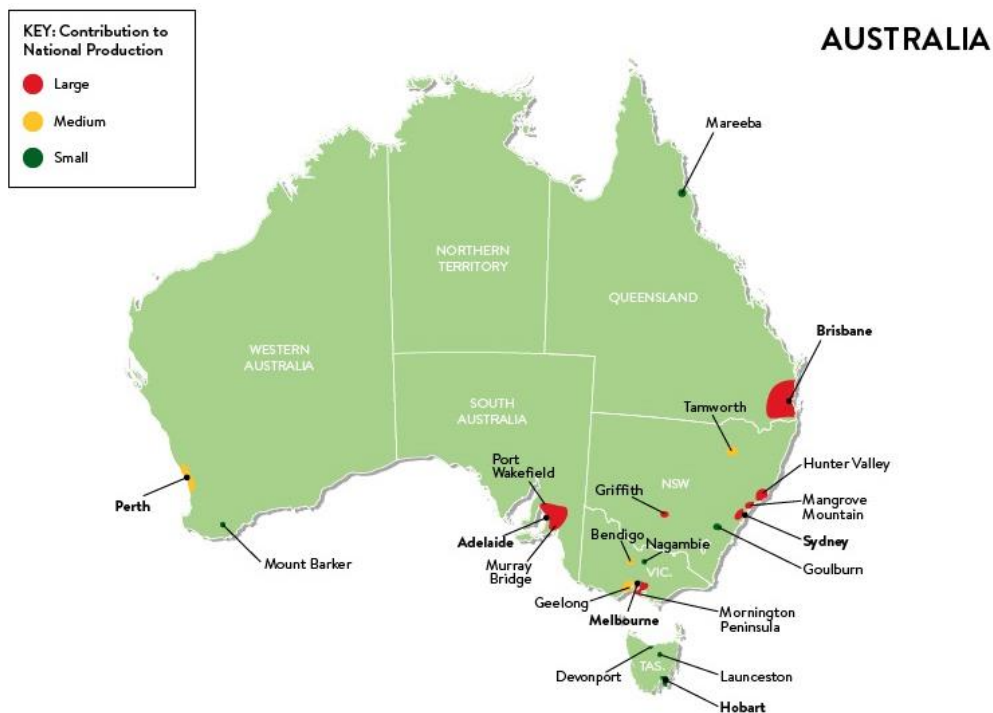 KEY: Contribution to
National Production
Large
Medium
Small
AUSTRALIA
Mareeba
NORTHERN
TERRITORY
QUEENSLAND
WESTERN
AUSTRALIA
Brisbane
SOUTH
AUSTRALIA
Tamworth
Port
Wakefield
Hunter Valley
NSW
Griffith
Mangrove
Mountain
Perth
Adelaide
Bendigo
Nagambie
Sydney
Mount Barker
Murray
Bridge
VIC.
Goulburn
Geelong
Melbourne
Mornington
Peninsula
Devonport
TAS.
Launceston
Hobart